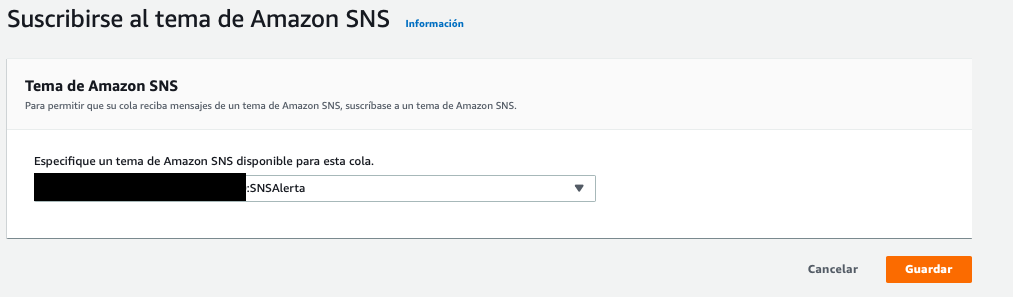 Suscribirse al tema de Amazon SNS Información
Tema de Amazon SNS
Para permitir que su cola reciba mensajes de un tema de Amazon SNS, suscríbase a un tema de Amazon SNS.
Especifique un tema de Amazon SNS disponible para esta cola.
:SNSAlerta
Cancelar Guardar